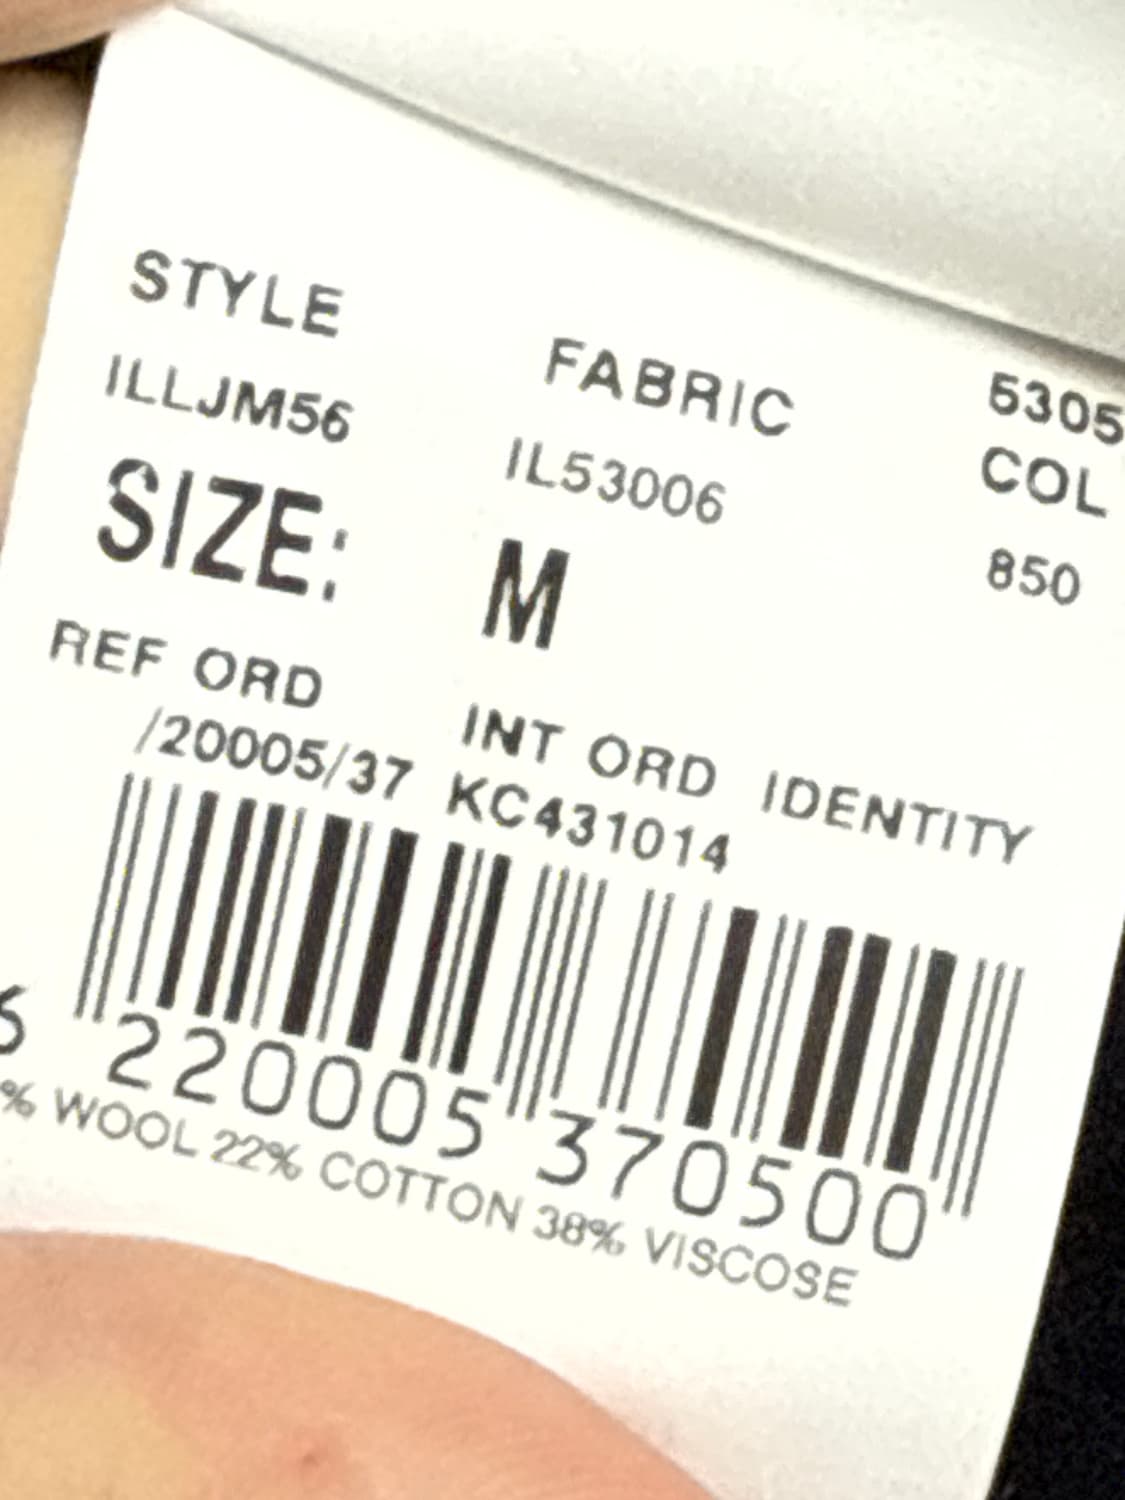 STYLE FABRIC 5305
ILLJM56 IL53006 COL
SIZE: M 850
REF ORD INT ORD IDENTITY
/20005/37 KC431014
220005 370500
% WOOL 22% COTTON 38% VISCOSE